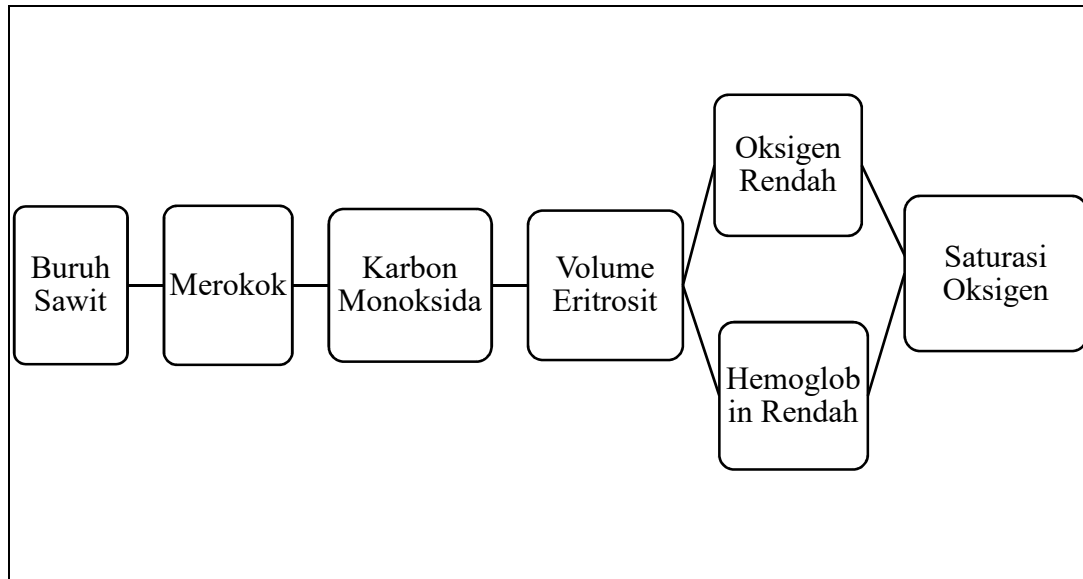 Buruh
Sawit
Merokok
Karbon
Monoksida
Volume
Eritrosit
Oksigen
Rendah
Hemoglob
in Rendah
Saturasi
Oksigen